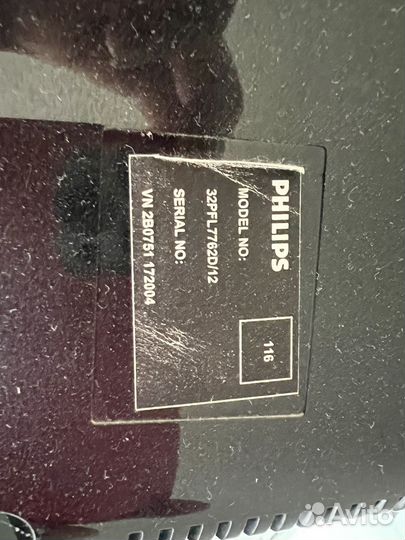 PHILIPS
MODEL NO:
32PFL7762D/12
SERIAL NO:
VN 2B0751 172004
116
Avito